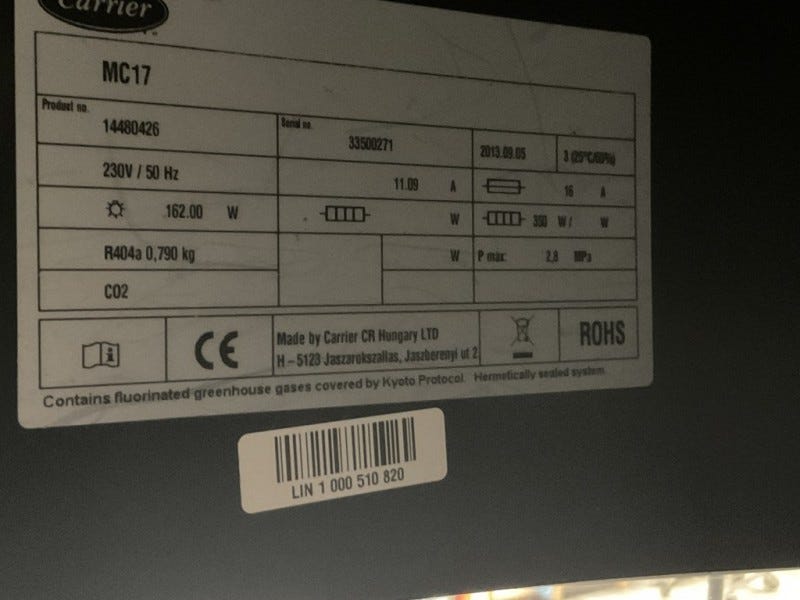 Carrier
MC17
Product no.
14480426
Serial no.
33500271
2013.09.05
3 (25°C/60%)
230V / 50 Hz
11.09 A
16 A
162.00 W
W
W / W
R404a 0,790 kg
W
P max: 2,8 MPa
CO2
Made by Carrier CR Hungary LTD
H – 5123 Jaszarokszallas, Jaszberenyi ut 2
CE
ROHS
Contains fluorinated greenhouse gases covered by Kyoto Protocol. Hermetically sealed system
LIN 1 000 510 820